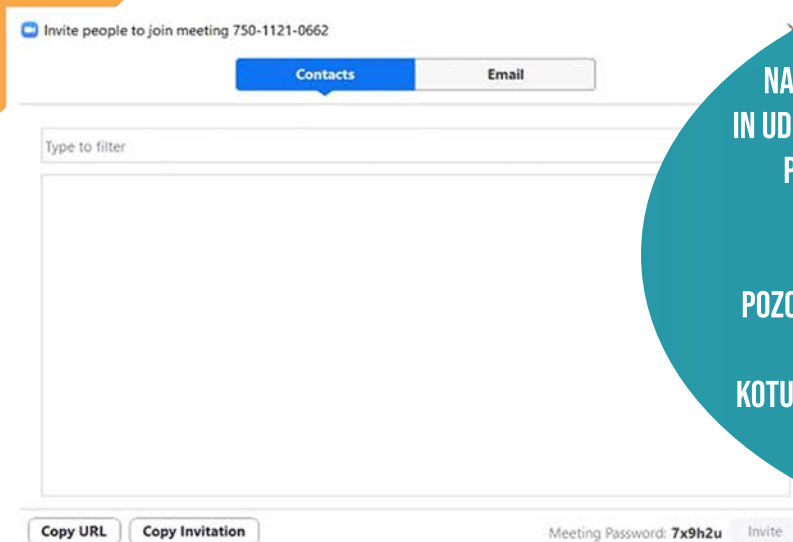 Invite people to join meeting 750-1121-0662
Contacts
Email
Type to filter
Copy URL
Copy Invitation
Meeting Password: 7x9h2u
Invite